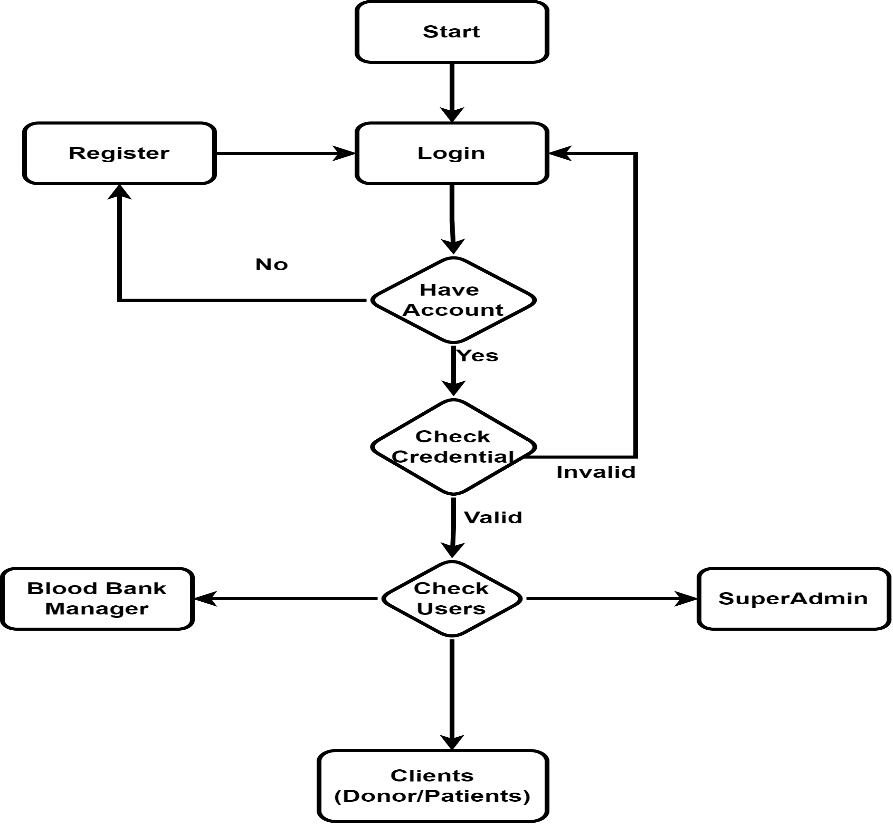 Start
Register
Login
No
Have
Account
Yes
Check
Credential
Invalid
Valid
Blood Bank
Manager
Check
Users
SuperAdmin
Clients
(Donor/Patients)